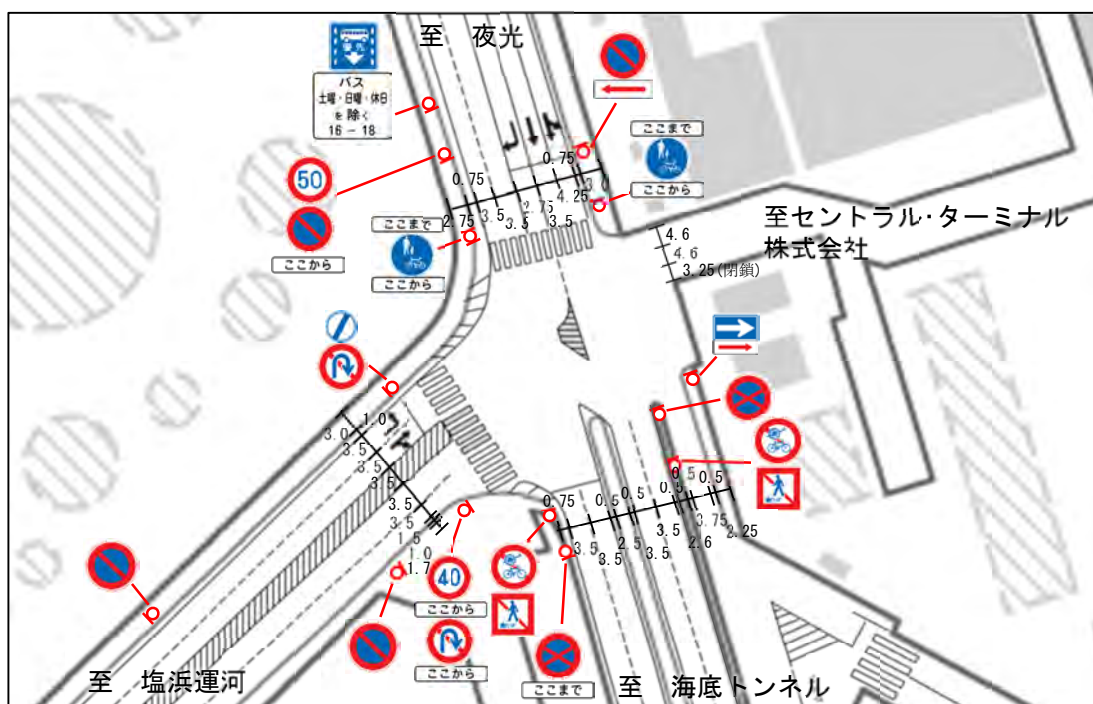 至 夜光
バス
土曜・日曜・休日
を除く
16 - 18
50
ここから
ここまで
ここから
ここまで
ここから
0.75
2.75
3.5
3.5
2.75
3.5
4.25
0.75
3.0
至セントラル・ターミナル
株式会社
4.6
4.6
3.25(閉鎖)
1.0
3.0
3.5
3.5
3.5
3.5
3.5
1.5
1.0
1.7
0.75
3.5
3.5
0.5
2.5
0.5
3.5
3.5
0.5
2.6
0.5
3.75
0.5
2.25
40
ここから
ここから
ここまで
至 塩浜運河
至 海底トンネル